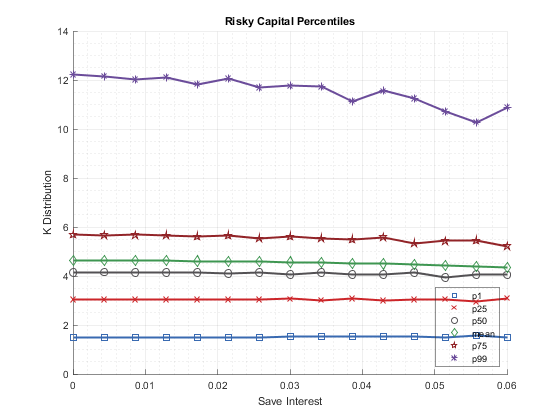 Risky Capital Percentiles
14
12
10
8
6
4
2
0
K Distribution
p1
p25
p50
mean
p75
p99
0 0.01 0.02 0.03 0.04 0.05 0.06
Save Interest